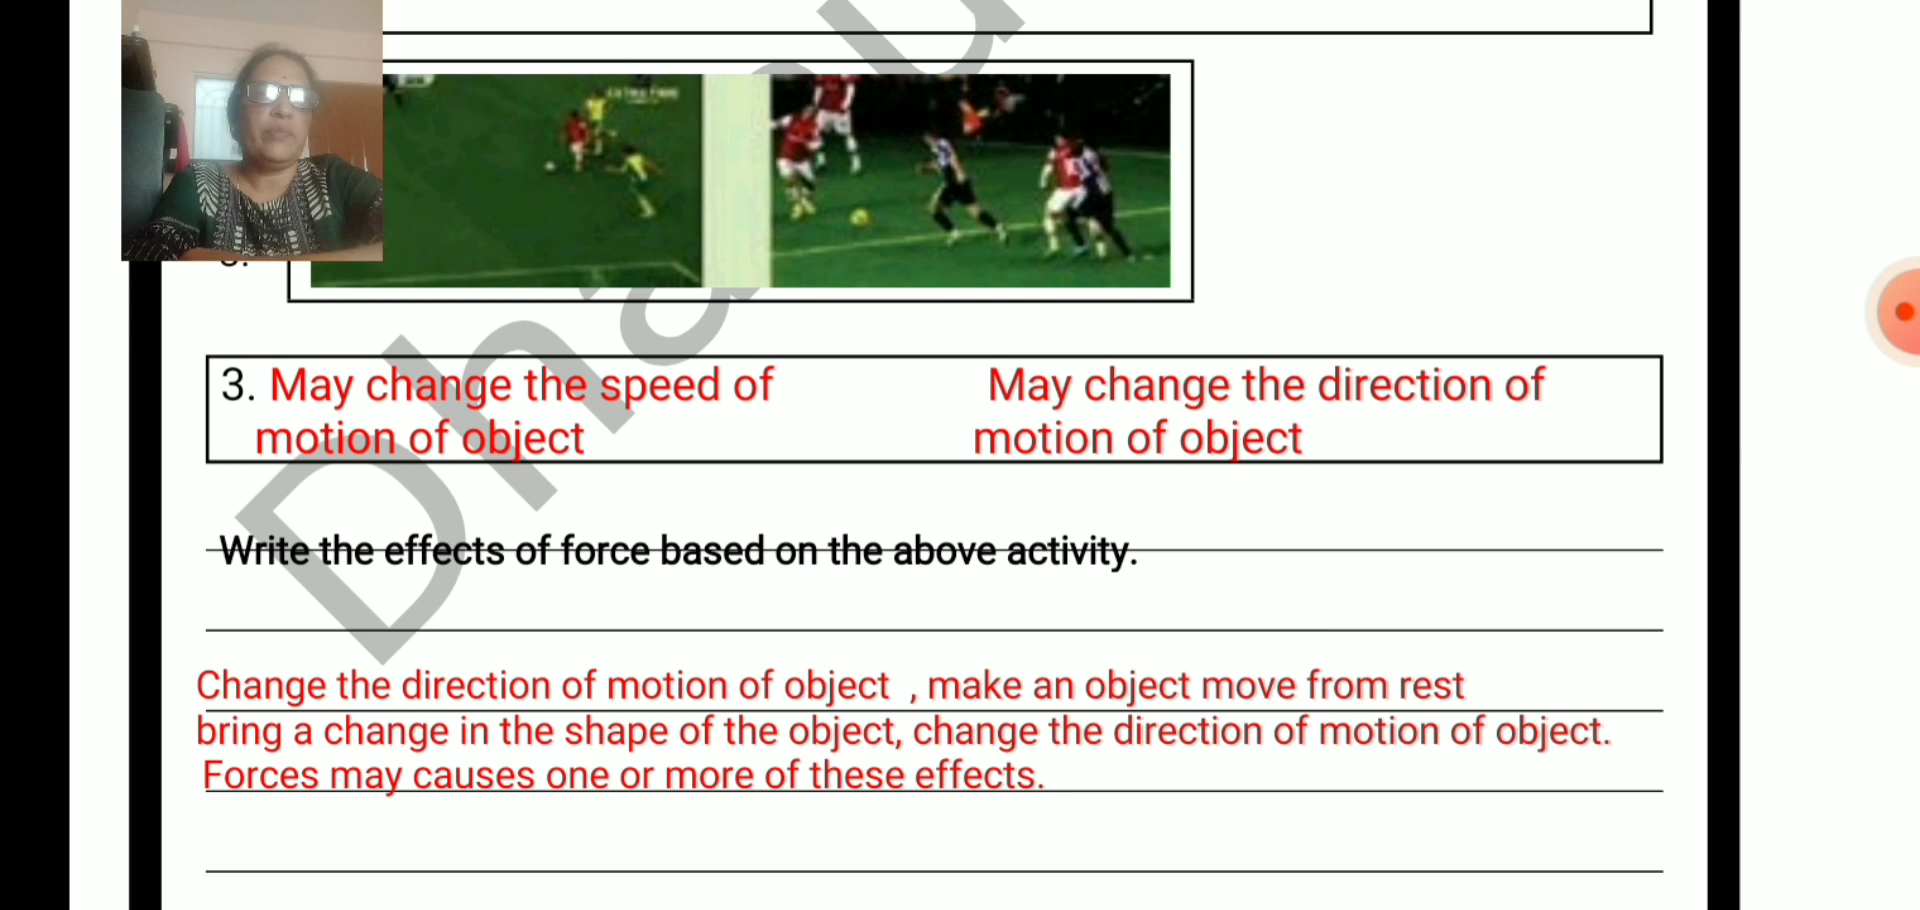 3. May change the speed of May change the direction of
motion of object motion of object
Write the effects of force based on the above activity.
Change the direction of motion of object , make an object move from rest
bring a change in the shape of the object, change the direction of motion of object.
Forces may causes one or more of these effects.